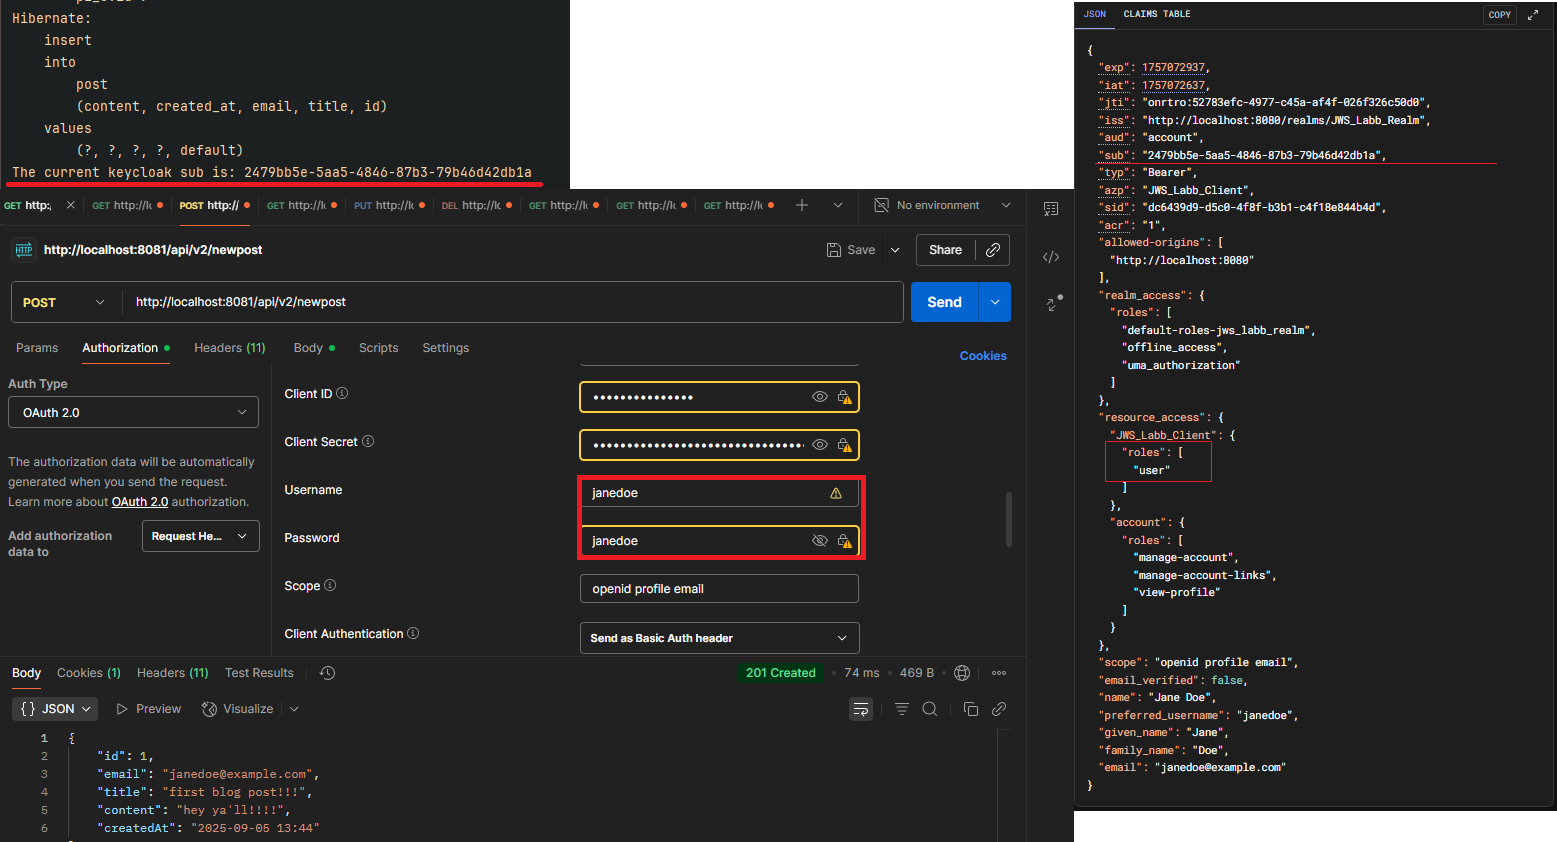 Hibernate:
insert
into
post
(content, created_at, email, title, id)
values
(?, ?, ?, ?, default)
The current keycloak sub is: 2479bb5e-5aa5-4846-87b3-79b46d42db1a
GET http:, GET http://l POST http:// GET http://l PUT http://l DEL http://l GET http://l GET http://l GET http://l No environment
HTTP http://localhost:8081/api/v2/newpost Save Share
POST http://localhost:8081/api/v2/newpost Send
Params Authorization Headers (11) Body Scripts Settings Cookies
Auth Type
OAuth 2.0
The authorization data will be automatically
generated when you send the request.
Learn more about OAuth 2.0 authorization.
Add authorization
data to
Request He...
Client ID
Client Secret
Username janedoe
Password janedoe
Scope openid profile email
Client Authentication Send as Basic Auth header
Body Cookies (1) Headers (11) Test Results 201 Created 74 ms 469 B
{} JSON Preview Visualize
1 {
2 "id": 1,
3 "email": "janedoe@example.com",
4 "title": "first blog post!!!",
5 "content": "hey ya'll!!!!",
6 "createdAt": "2025-09-05 13:44"
JSON CLAIMS TABLE COPY
{
"exp": 1757072937,
"iat": 1757072637,
"jti": "onrtro:52783efc-4977-c45a-af4f-026f326c50d0",
"iss": "http://localhost:8080/realms/JWS_Labb_Realm",
"aud": "account",
"sub": "2479bb5e-5aa5-4846-87b3-79b46d42db1a",
"typ": "Bearer",
"azp": "JWS_Labb_Client",
"sid": "dc6439d9-d5c0-4f8f-b3b1-c4f18e844b4d",
"acr": "1",
"allowed-origins": [
"http://localhost:8080"
],
"realm_access": {
"roles": [
"default-roles-jws_labb_realm",
"offline_access",
"uma_authorization"
]
},
"resource_access": {
"JWS_Labb_Client": {
"roles": [
"user"
]
},
"account": {
"roles": [
"manage-account",
"manage-account-links",
"view-profile"
]
}
},
"scope": "openid profile email",
"email_verified": false,
"name": "Jane Doe",
"preferred_username": "janedoe",
"given_name": "Jane",
"family_name": "Doe",
"email": "janedoe@example.com"
}